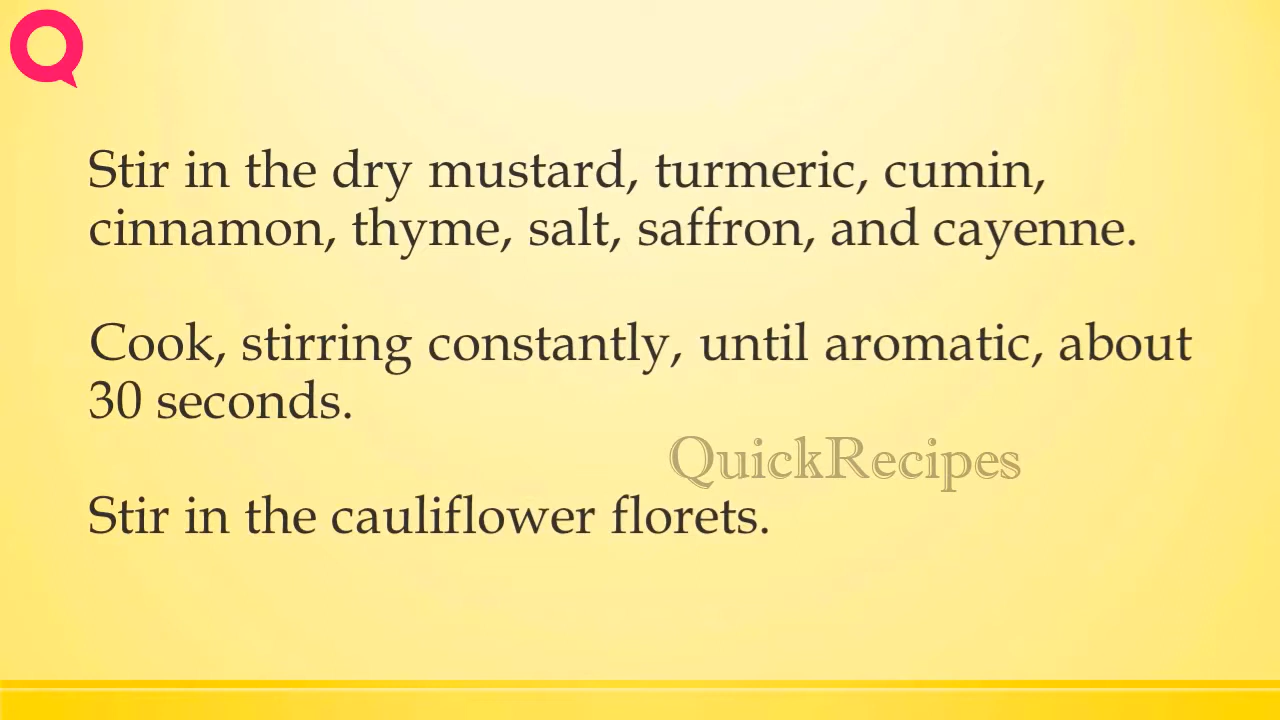 Stir in the dry mustard, turmeric, cumin,
cinnamon, thyme, salt, saffron, and cayenne.
Cook, stirring constantly, until aromatic, about
30 seconds.
QuickRecipes
Stir in the cauliflower florets.